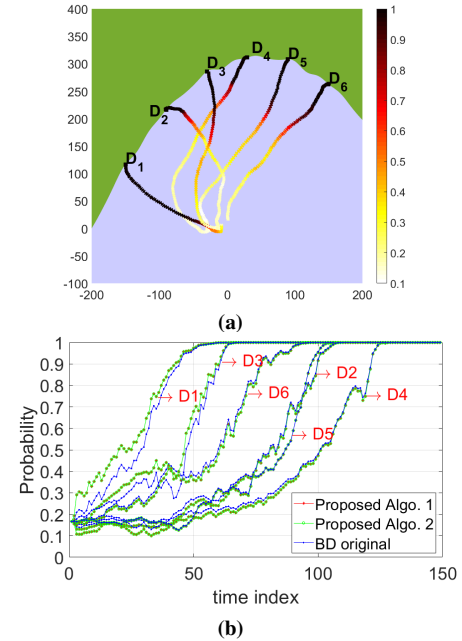 400
350
300
250
200
150
100
50
0
-50
-100
-200 -100 0 100 200
D1
D2
D3
D4
D5
D6
1
0.9
0.8
0.7
0.6
0.5
0.4
0.3
0.2
0.1
(a)
Probability
1
0.9
0.8
0.7
0.6
0.5
0.4
0.3
0.2
0.1
0
D1
D3
D6
D2
D5
D4
Proposed Algo. 1
Proposed Algo. 2
BD original
0 50 100 150
time index
(b)